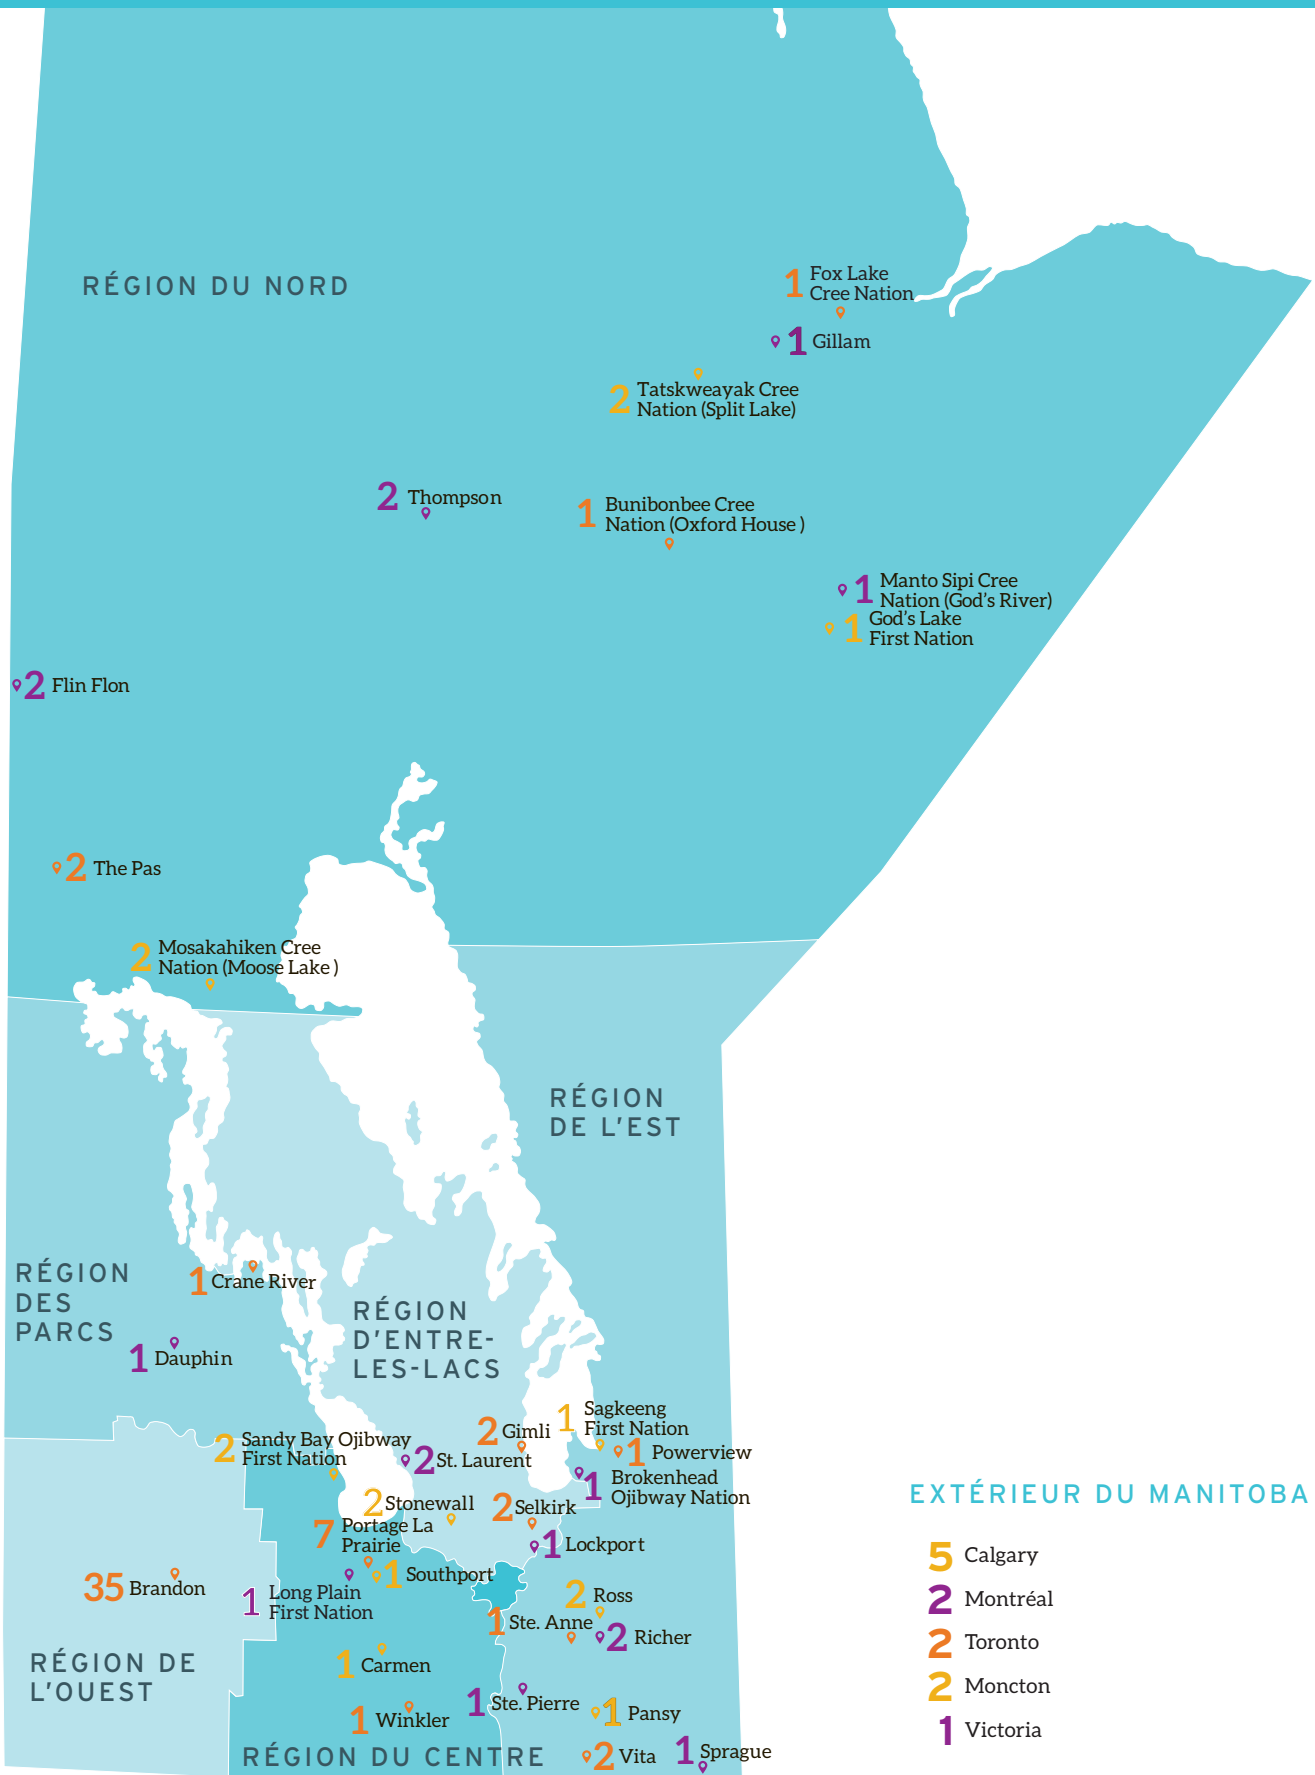 RÉGION DU NORD
1 Fox Lake
Cree Nation
1 Gillam
2 Tatskweayak Cree
Nation (Split Lake)
2 Thompson
1 Bunibonbee Cree
Nation (Oxford House )
1 Manto Sipi Cree
Nation (God's River)
1 God's Lake
First Nation
2 Flin Flon
2 The Pas
2 Mosakahiken Cree
Nation (Moose Lake )
RÉGION
DE L'EST
RÉGION
DES
PARCS
1 Crane River
1 Dauphin
RÉGION
D'ENTRE-
LES-LACS
2 Sandy Bay Ojibway
First Nation
2 St. Laurent
2 Gimli
1 Sagkeeng
First Nation
1 Powerview
1 Brokenhead
Ojibway Nation
2 Stonewall
2 Selkirk
7 Portage La
Prairie
1 Lockport
1 Southport
35 Brandon
1 Long Plain
First Nation
2 Ross
1 Ste. Anne
2 Richer
RÉGION DE
L'OUEST
1 Carmen
1 Ste. Pierre
1 Winkler
1 Pansy
RÉGION DU CENTRE
2 Vita
1 Sprague
EXTÉRIEUR DU MANITOBA
5 Calgary
2 Montréal
2 Toronto
2 Moncton
1 Victoria